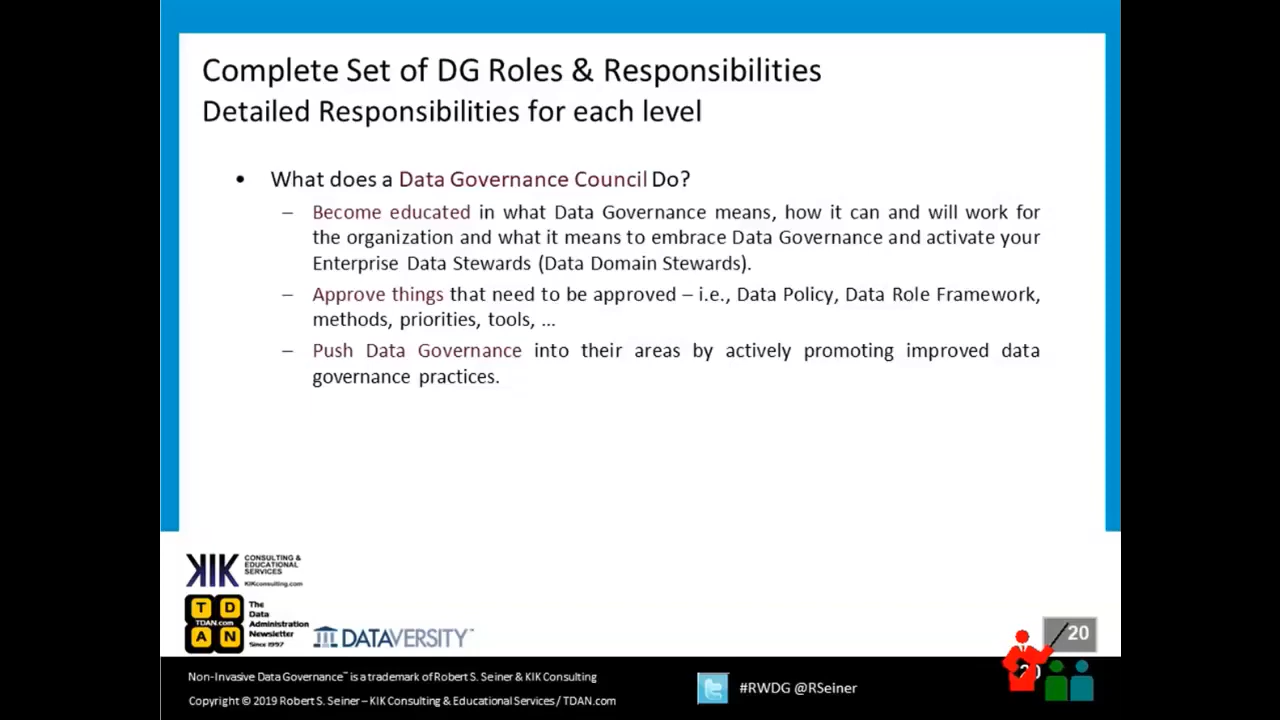 Complete Set of DG Roles & Responsibilities
Detailed Responsibilities for each level
• What does a Data Governance Council Do?
– Become educated in what Data Governance means, how it can and will work for
the organization and what it means to embrace Data Governance and activate your
Enterprise Data Stewards (Data Domain Stewards).
– Approve things that need to be approved – i.e., Data Policy, Data Role Framework,
methods, priorities, tools, ...
– Push Data Governance into their areas by actively promoting improved data
governance practices.
KIK
CONSULTING &
EDUCATIONAL
SERVICES
KIKconsulting.com
T D
TDAN.com
A N
The
Data
Administration
Newsletter
Since 1997
DATAVERSITY™
20
Non-Invasive Data Governance™ is a trademark of Robert S. Seiner & KIK Consulting
Copyright © 2019 Robert S. Seiner – KIK Consulting & Educational Services / TDAN.com
#RWDG @RSeiner